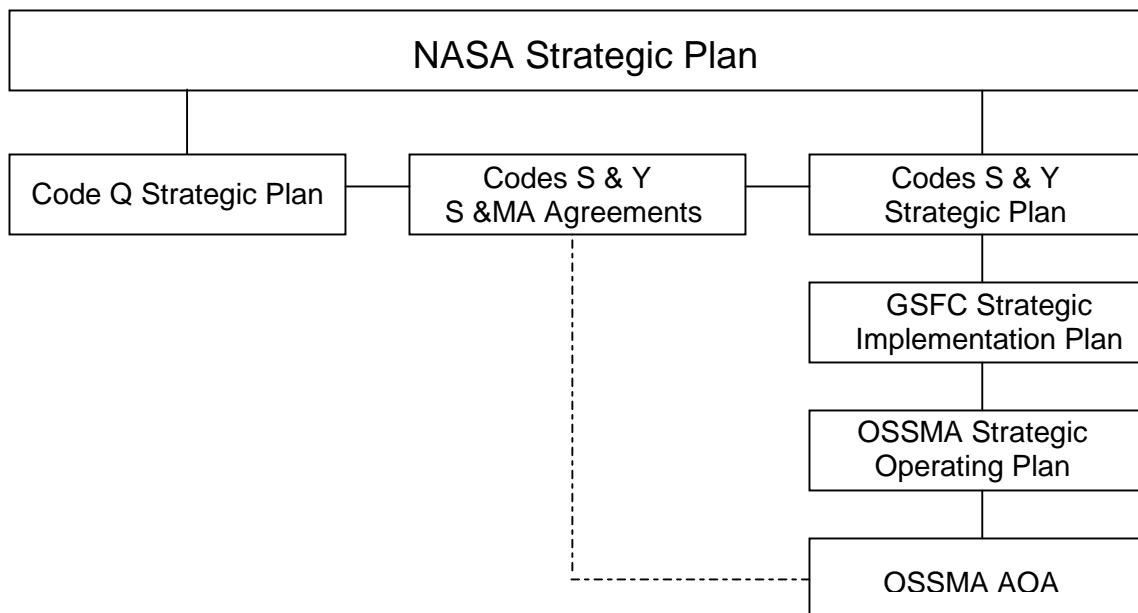 NASA Strategic Plan
Code Q Strategic Plan
Codes S & Y
S &MA Agreements
Codes S & Y
Strategic Plan
GSFC Strategic
Implementation Plan
OSSMA Strategic
Operating Plan
OSSMA AOA